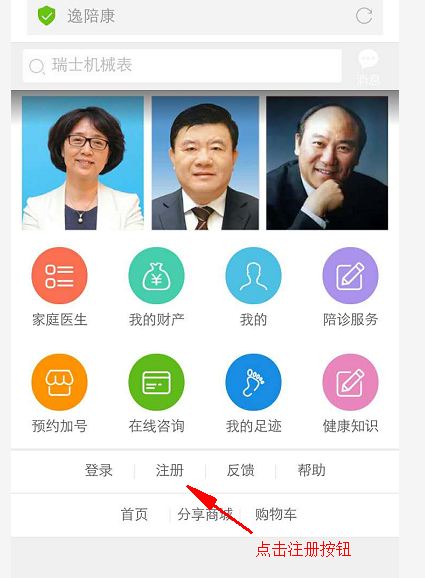 逸陪康
瑞士机械表
消息
家庭医生 我的财产 我的 陪诊服务
预约加号 在线咨询 我的足迹 健康知识
登录 注册 反馈 帮助
首页 分享商城 购物车
点击注册按钮